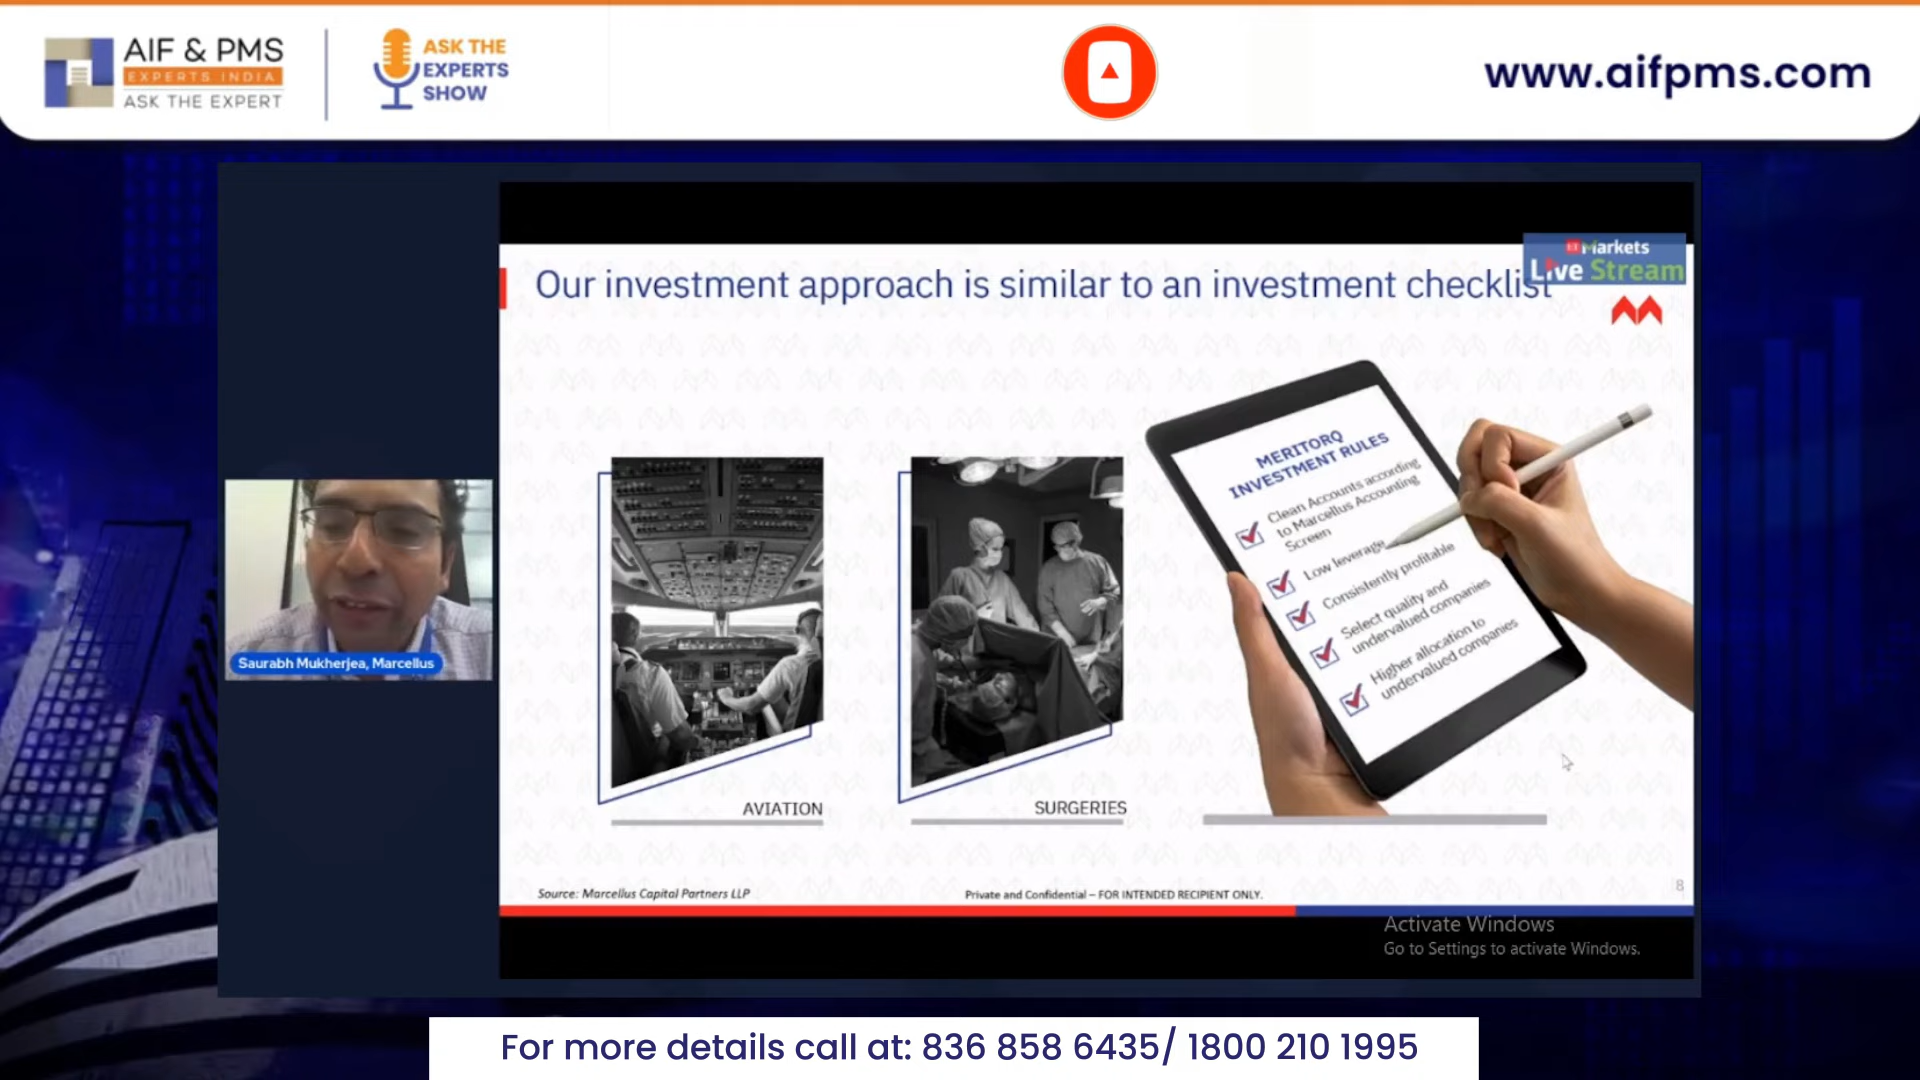 AIF & PMS
EXPERTS INDIA
ASK THE EXPERT
ASK THE
EXPERTS
SHOW
www.aifpms.com
ET Markets
Live Stream
Our investment approach is similar to an investment checklist
MERITORQ
INVESTMENT RULES
Clean Accounts according
to Marcellus Accounting
Screen
Low leverage
Consistently profitable
Select quality and
undervalued companies
Higher allocation to
undervalued companies
Saurabh Mukherjea, Marcellus
AVIATION
SURGERIES
Source: Marcellus Capital Partners LLP
Private and Confidential – FOR INTENDED RECIPIENT ONLY.
8
Activate Windows
Go to Settings to activate Windows.
For more details call at: 836 858 6435/ 1800 210 1995